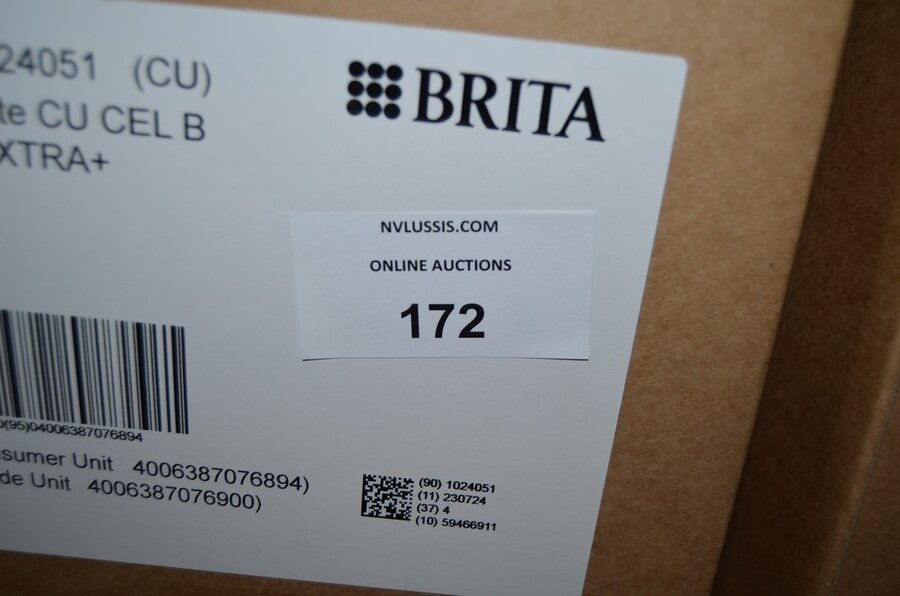 24051 (CU)
BRITA
te CU CEL B
XTRA+
NVLUSSIS.COM
ONLINE AUCTIONS
172
(95)04006387076894
sumer Unit 4006387076894)
de Unit 4006387076900)
(90) 1024051
(11) 230724
(37) 4
(10) 59466911